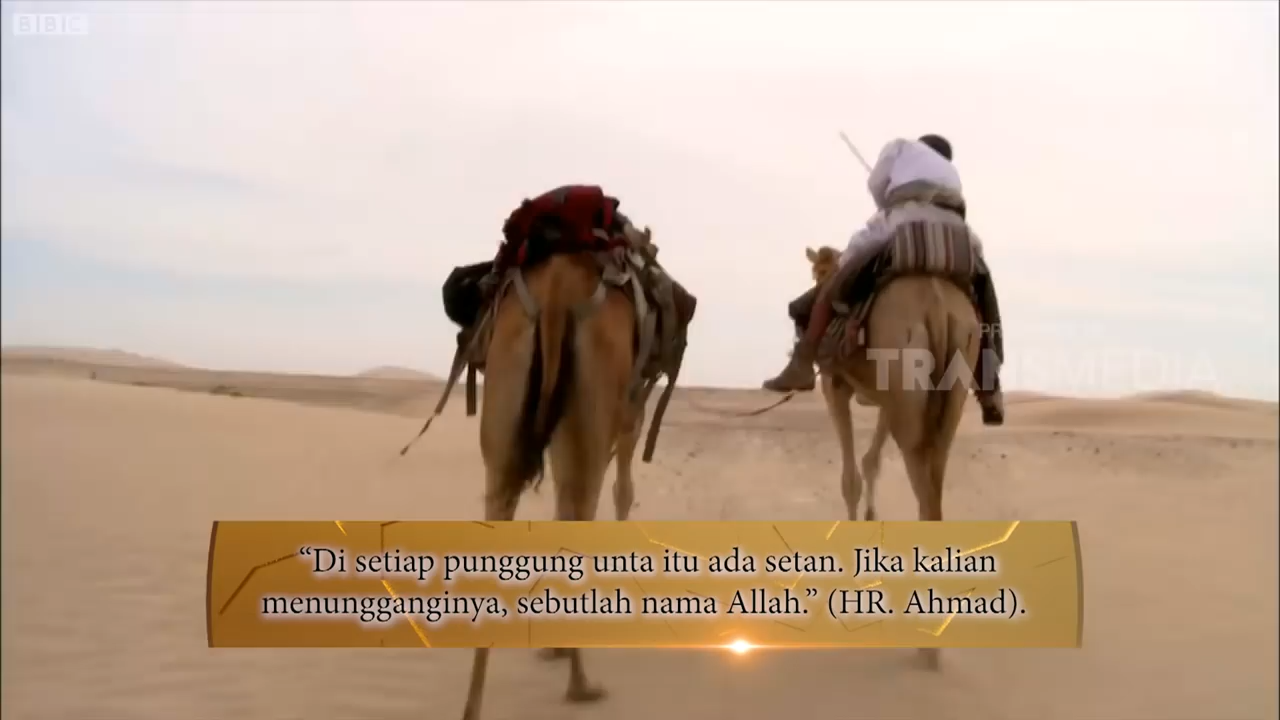 BBC
TRANSMEDIA
“Di setiap punggung unta itu ada setan. Jika kalian
menungganginya, sebutlah nama Allah.” (HR. Ahmad).